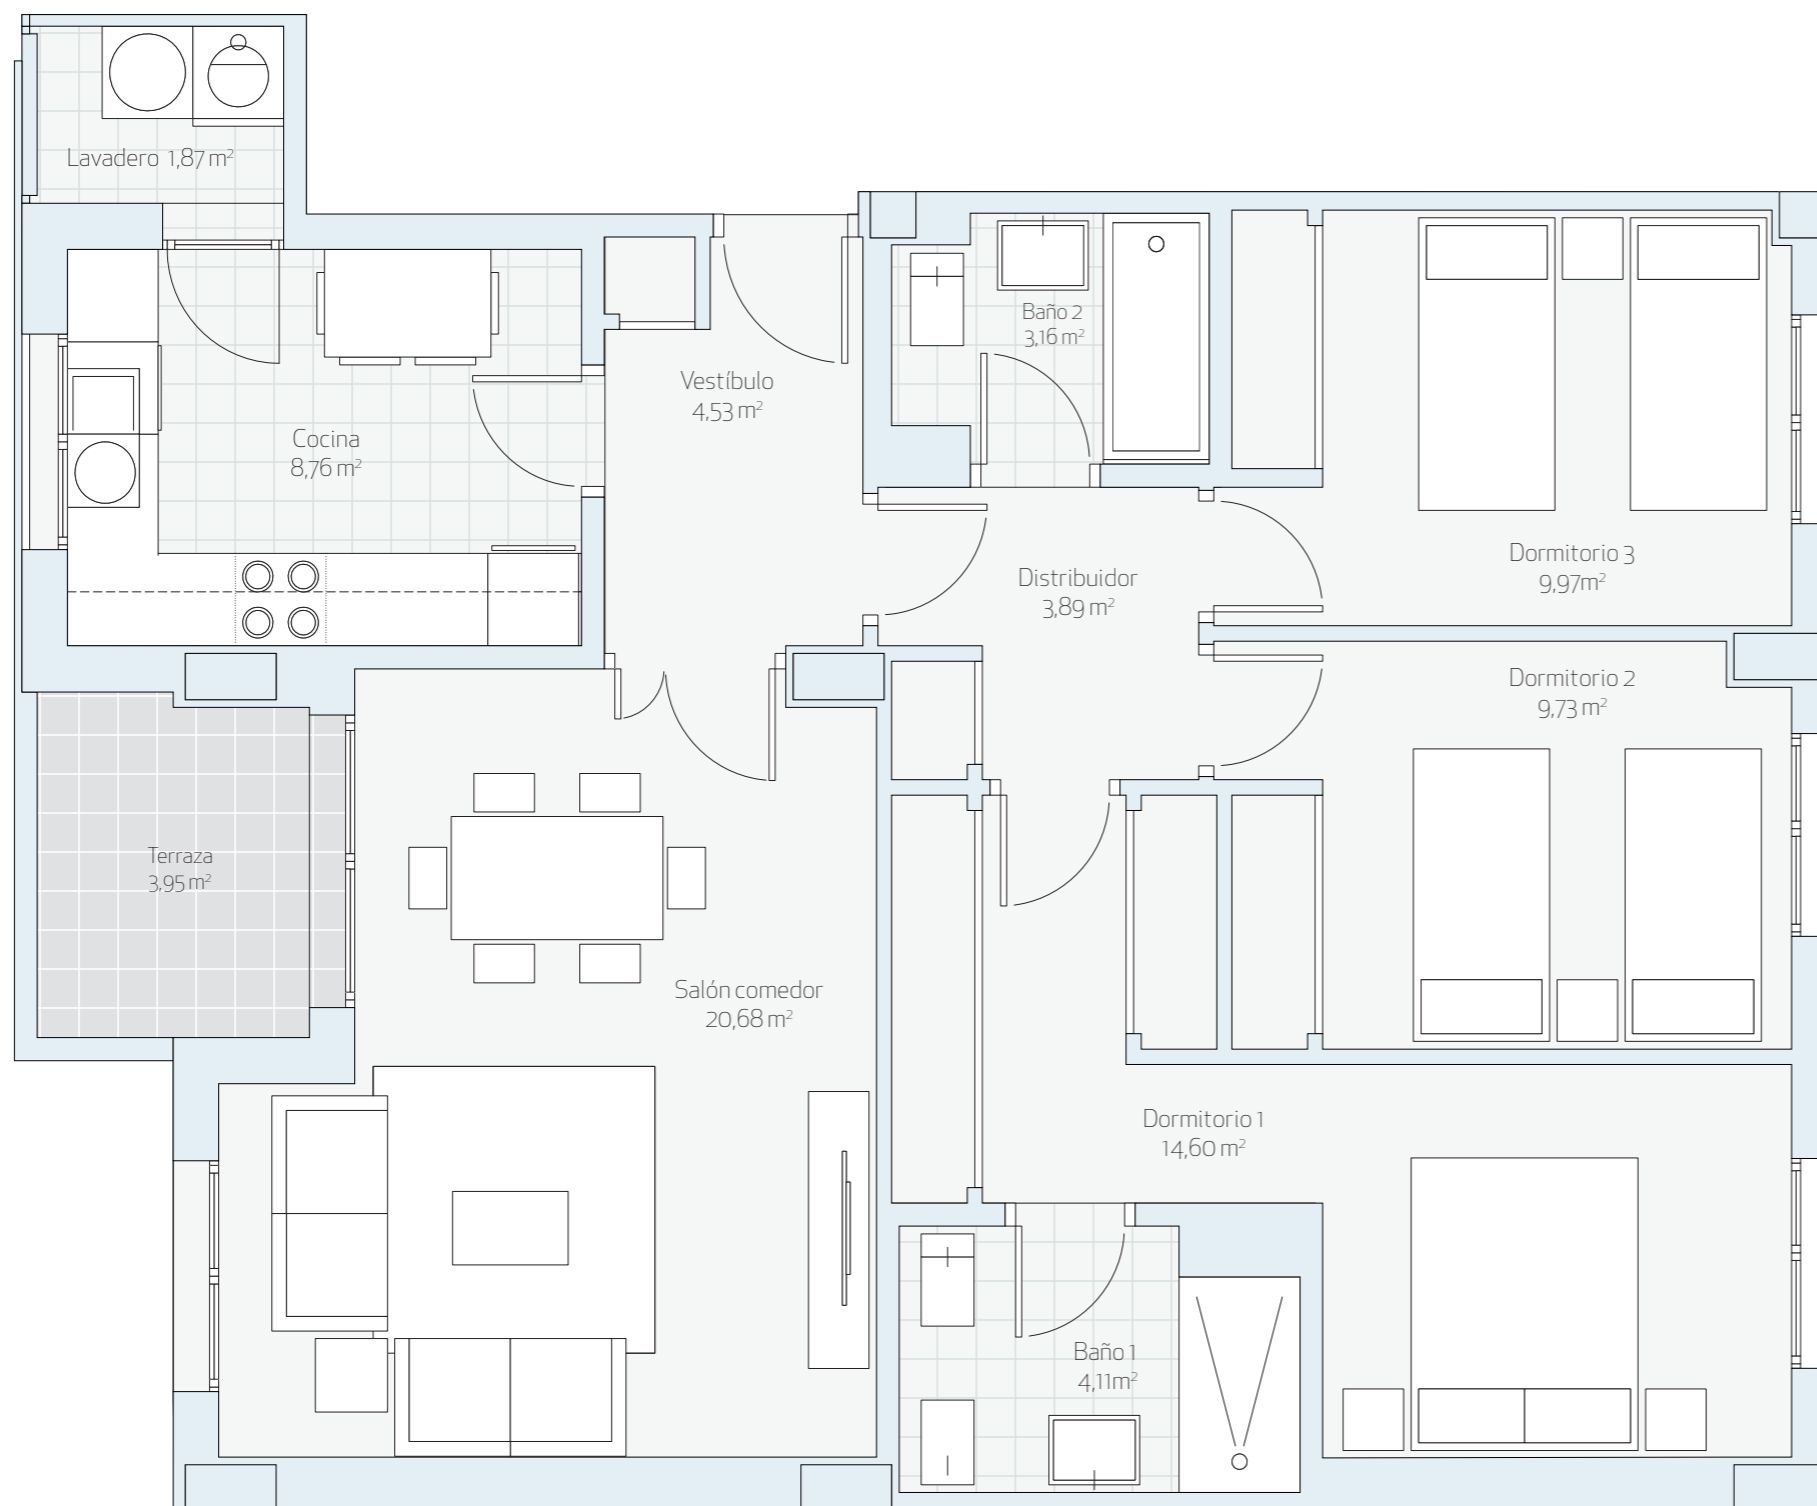 Lavadero 1,87 m²
Baño 2
3,16 m²
Vestíbulo
4,53 m²
Cocina
8,76 m²
Dormitorio 3
9,97m²
Distribuidor
3,89 m²
Dormitorio 2
9,73 m²
Terraza
3,95 m²
Salón comedor
20,68 m²
Dormitorio 1
14,60 m²
Baño 1
4,11m²